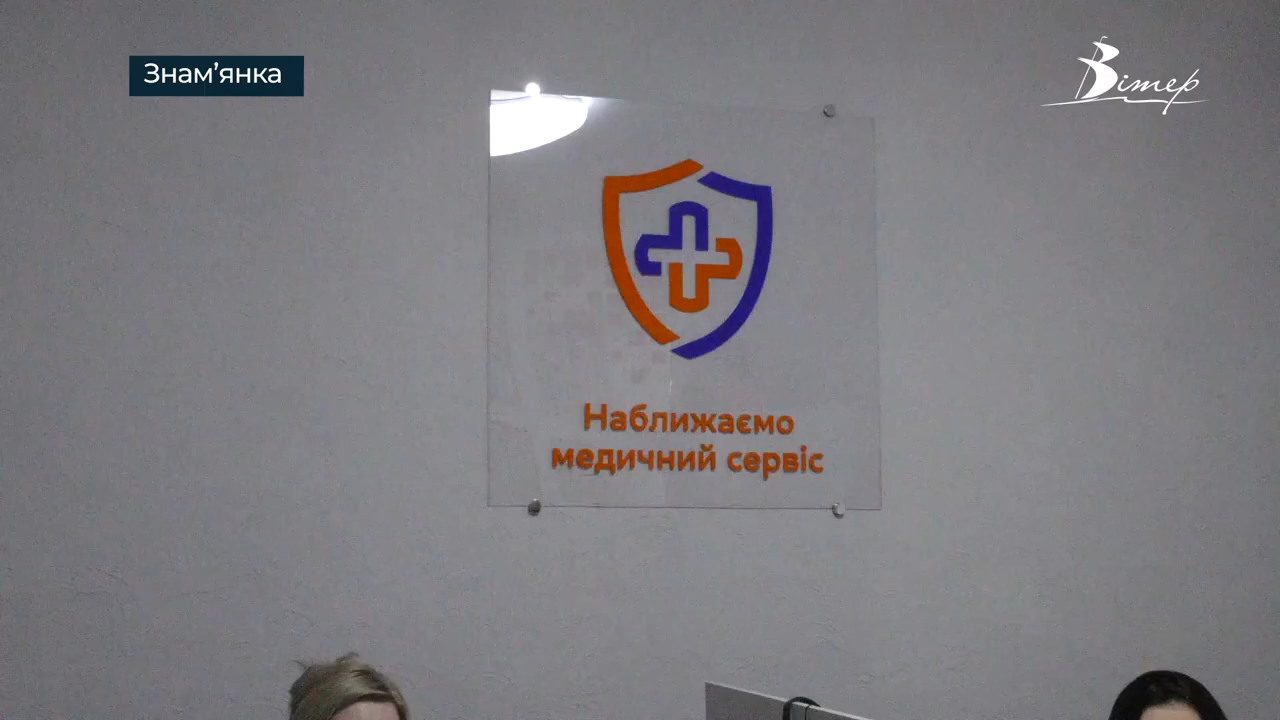 Знам’янка
Вітер
Наближаємо
медичний сервіс